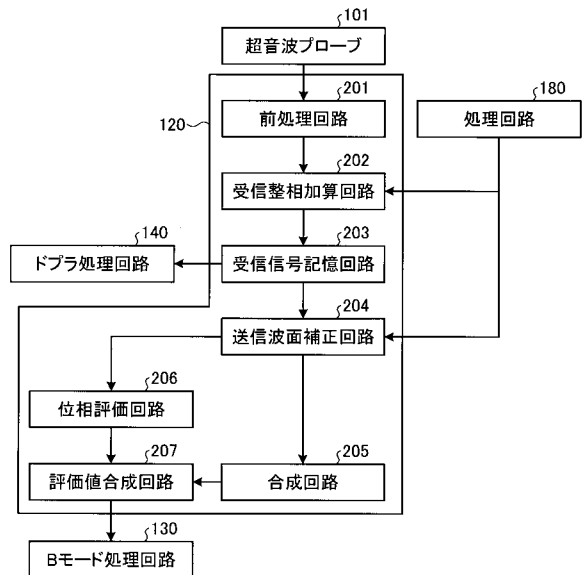 101
超音波プローブ
120
201
前処理回路
180
処理回路
202
受信整相加算回路
140
ドプラ処理回路
203
受信信号記憶回路
204
送信波面補正回路
206
位相評価回路
207
評価値合成回路
205
合成回路
130
Bモード処理回路